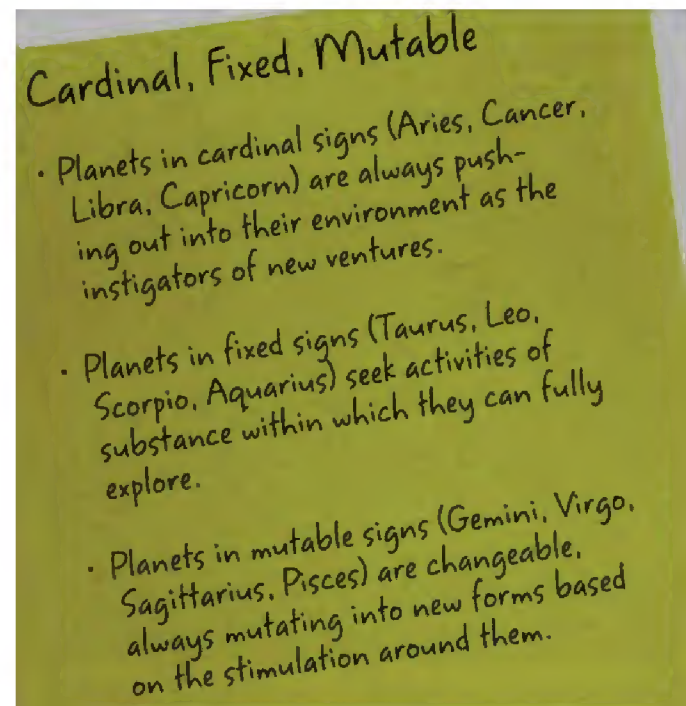 Cardinal, Fixed, Mutable
· Planets in cardinal signs (Aries, Cancer,
Libra, Capricorn) are always push-
ing out into their environment as the
instigators of new ventures.
· Planets in fixed signs (Taurus, Leo,
Scorpio, Aquarius) seek activities of
substance within which they can fully
explore.
· Planets in mutable signs (Gemini, Virgo,
Sagittarius, Pisces) are changeable,
always mutating into new forms based
on the stimulation around them.